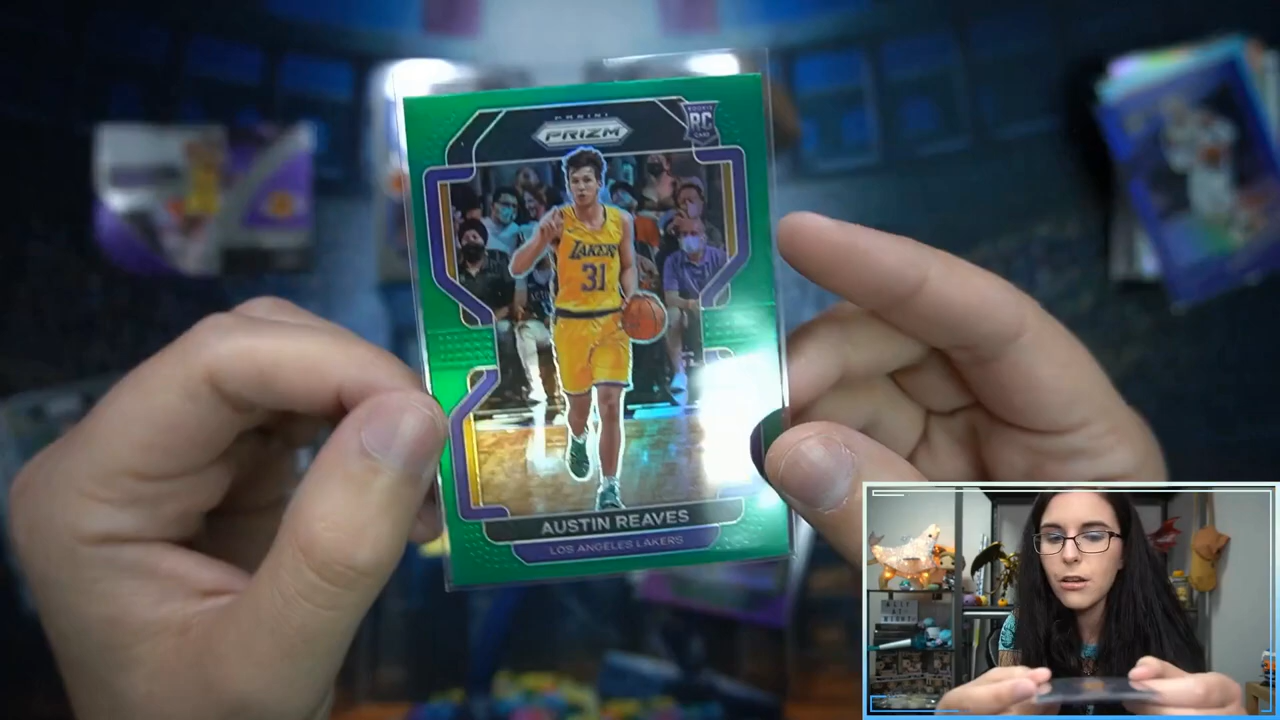 PANINI
PRIZM
ROOKIE
RC
CARD
LAKERS
31
AUSTIN REAVES
LOS ANGELES LAKERS